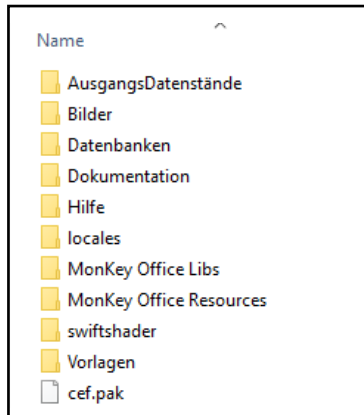 Name
AusgangsDatenstände
Bilder
Datenbanken
Dokumentation
Hilfe
locales
MonKey Office Libs
MonKey Office Resources
swiftshader
Vorlagen
cef.pak